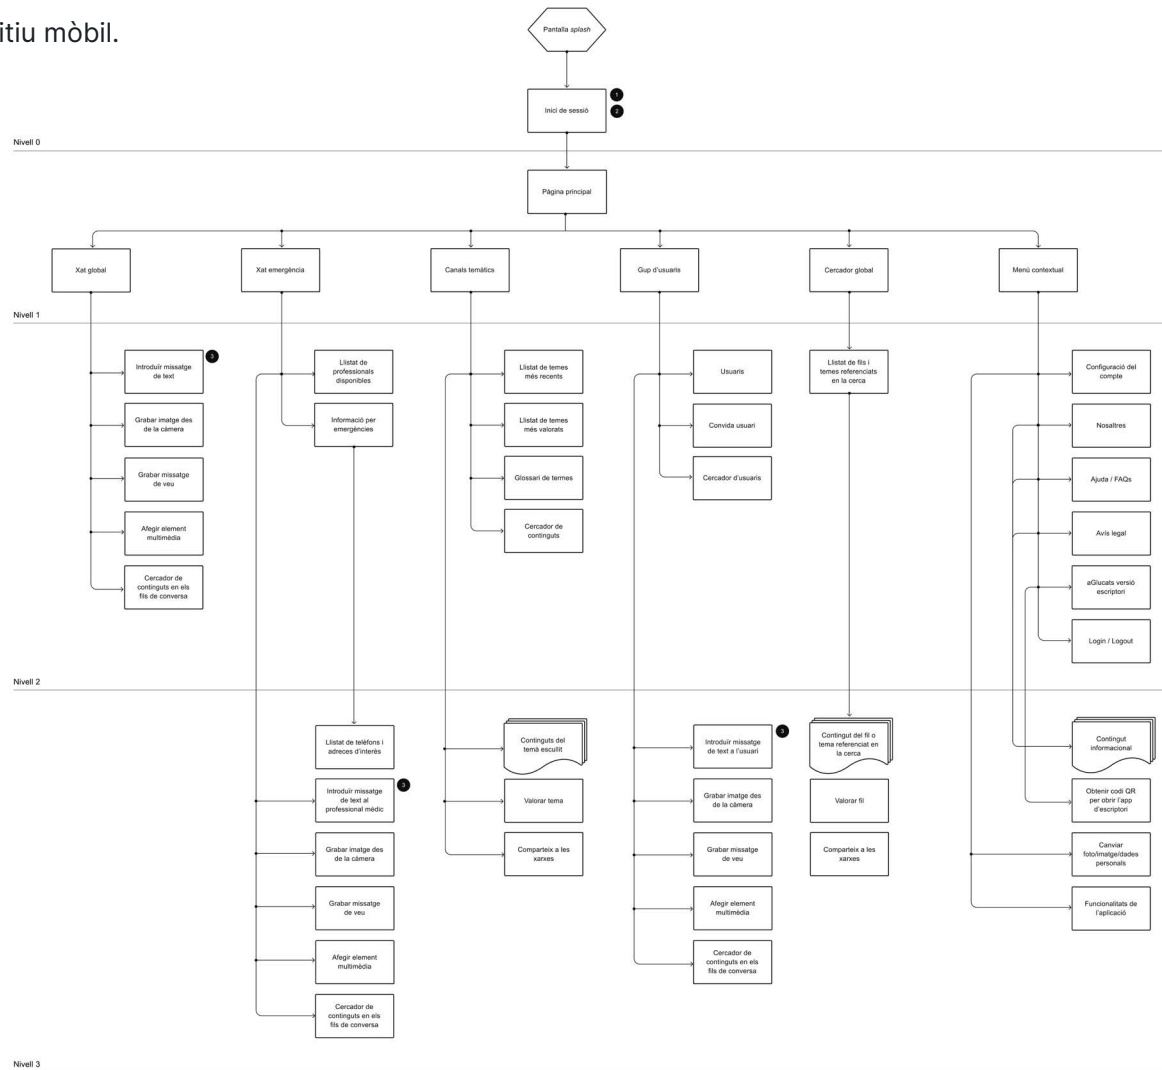 itiu mòbil.
Pantalla splash
Inici de sessió
1
2
Nivell 0
Pàgina principal
Xat global
Xat emergència
Canals temàtics
Gup d'usuaris
Cercador global
Menú contextual
Nivell 1
Introduïr missatge
de text
3
Grabar imatge des
de la càmera
Grabar missatge
de veu
Afegir element
multimèdia
Cercador de
continguts en els
fils de conversa
Llistat de
professionals
disponibles
Informació per
emergències
Llistat de temes
més recents
Llistat de temes
més valorats
Glossari de termes
Cercador de
continguts
Usuaris
Convida usuari
Cercador d'usuaris
Llistat de fils i
temes referenciats
en la cerca
Configuració del
compte
Nosaltres
Ajuda / FAQs
Avís legal
aGlucats versió
escriptori
Login / Logout
Nivell 2
Llistat de telèfons i
adreces d'interès
Introduïr missatge
de text al
professional mèdic
3
Grabar imatge des
de la càmera
Grabar missatge
de veu
Afegir element
multimèdia
Cercador de
continguts en els
fils de conversa
Continguts del
temà escullit
Valorar tema
Comparteix a les
xarxes
Introduïr missatge
de text a l'usuari
3
Grabar imatge des
de la càmera
Grabar missatge
de veu
Afegir element
multimèdia
Cercador de
continguts en els
fils de conversa
Contingut del fil o
tema referenciat en
la cerca
Valorar fil
Comparteix a les
xarxes
Contingut
informacional
Obtenir codi QR
per obrir l'app
d'escriptori
Canviar
foto/imatge/dades
personals
Funcionalitats de
l'aplicació
Nivell 3